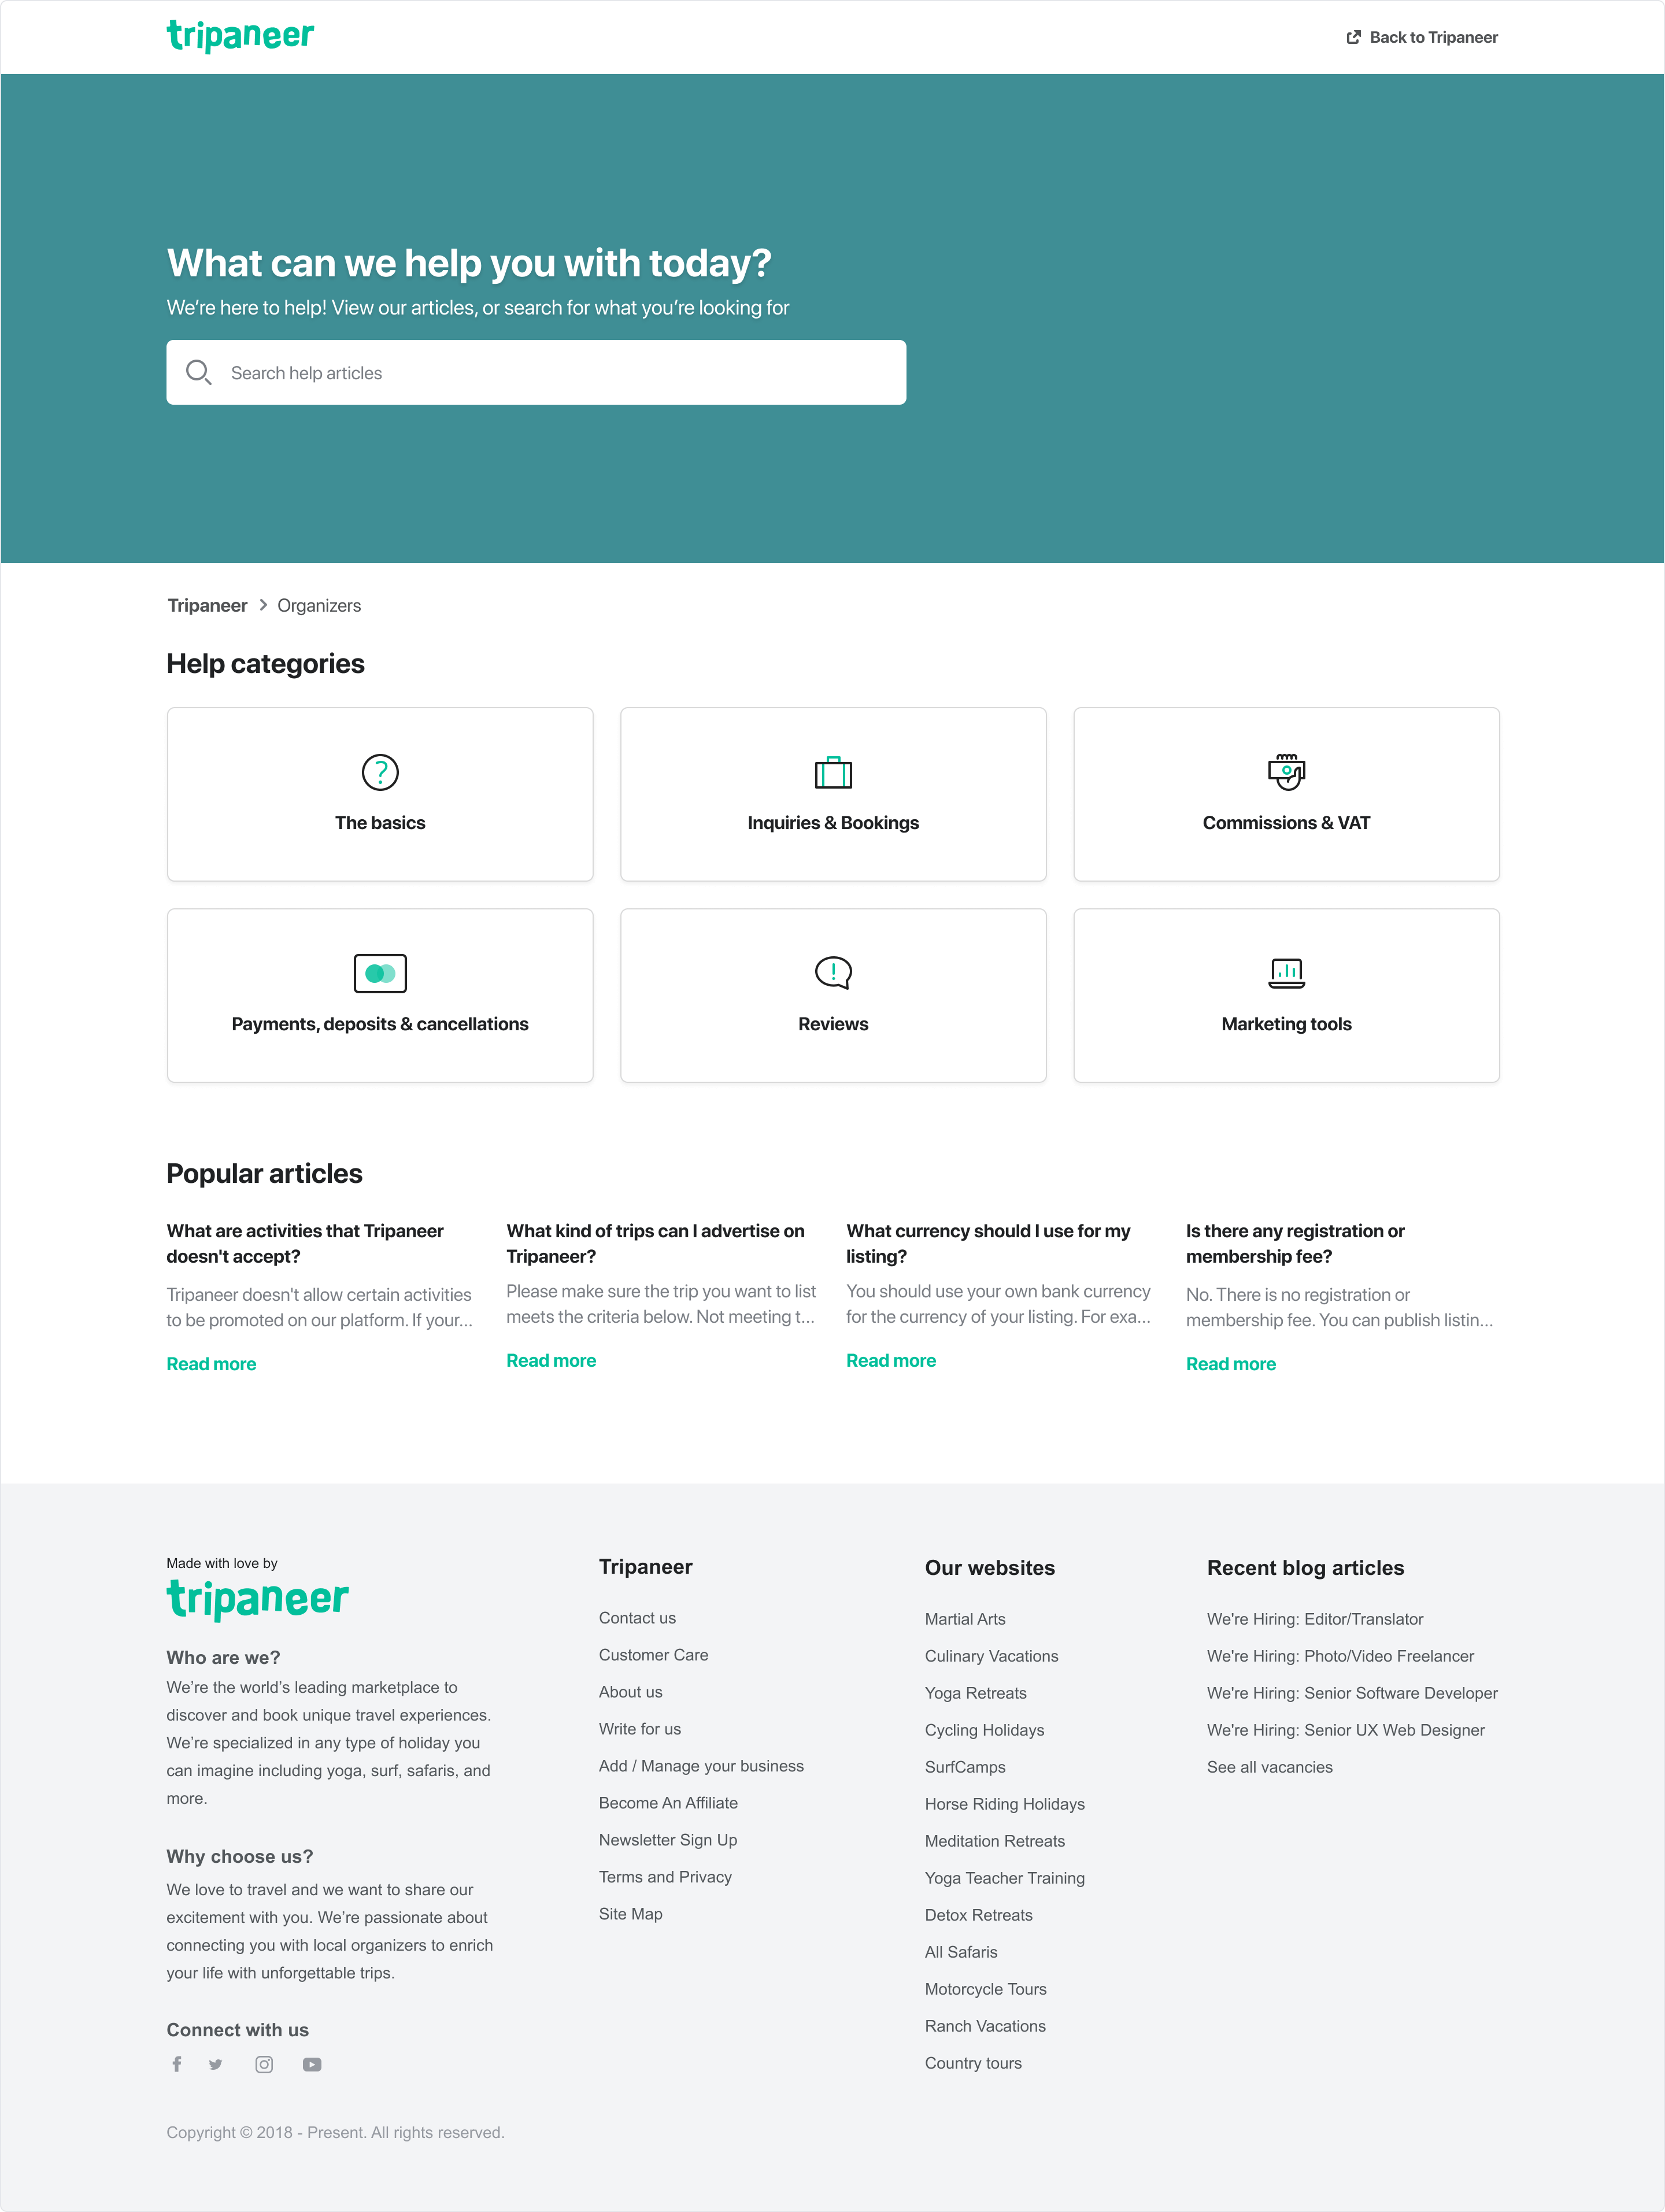 tripaneer
Back to Tripaneer
What can we help you with today?
We’re here to help! View our articles, or search for what you’re looking for
Search help articles
Tripaneer
Organizers
Help categories
The basics
Inquiries & Bookings
Commissions & VAT
Payments, deposits & cancellations
Reviews
Marketing tools
Popular articles
What are activities that Tripaneer
doesn't accept?
Tripaneer doesn't allow certain activities
to be promoted on our platform. If your...
Read more
What kind of trips can I advertise on
Tripaneer?
Please make sure the trip you want to list
meets the criteria below. Not meeting t...
Read more
What currency should I use for my
listing?
You should use your own bank currency
for the currency of your listing. For exa...
Read more
Is there any registration or
membership fee?
No. There is no registration or
membership fee. You can publish listin...
Read more
Made with love by
tripaneer
Who are we?
We’re the world’s leading marketplace to
discover and book unique travel experiences.
We’re specialized in any type of holiday you
can imagine including yoga, surf, safaris, and
more.
Why choose us?
We love to travel and we want to share our
excitement with you. We’re passionate about
connecting you with local organizers to enrich
your life with unforgettable trips.
Connect with us
Tripaneer
Contact us
Customer Care
About us
Write for us
Add / Manage your business
Become An Affiliate
Newsletter Sign Up
Terms and Privacy
Site Map
Our websites
Martial Arts
Culinary Vacations
Yoga Retreats
Cycling Holidays
SurfCamps
Horse Riding Holidays
Meditation Retreats
Yoga Teacher Training
Detox Retreats
All Safaris
Motorcycle Tours
Ranch Vacations
Country tours
Recent blog articles
We're Hiring: Editor/Translator
We're Hiring: Photo/Video Freelancer
We're Hiring: Senior Software Developer
We're Hiring: Senior UX Web Designer
See all vacancies
Copyright © 2018 - Present. All rights reserved.